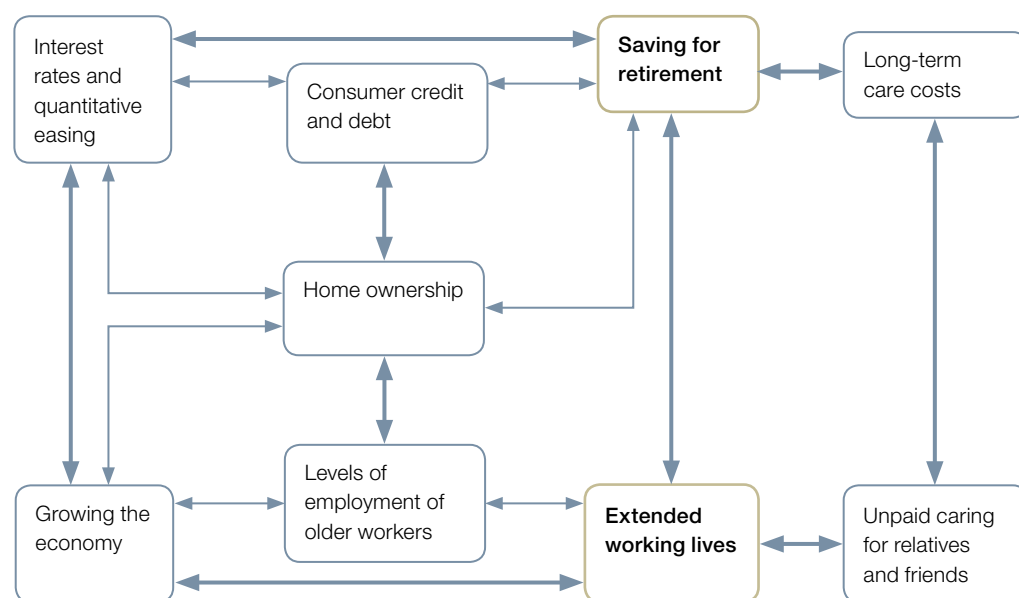 Interest
rates and
quantitative
easing
Consumer credit
and debt
Saving for
retirement
Long-term
care costs
Home ownership
Growing the
economy
Levels of
employment of
older workers
Extended
working lives
Unpaid caring
for relatives
and friends